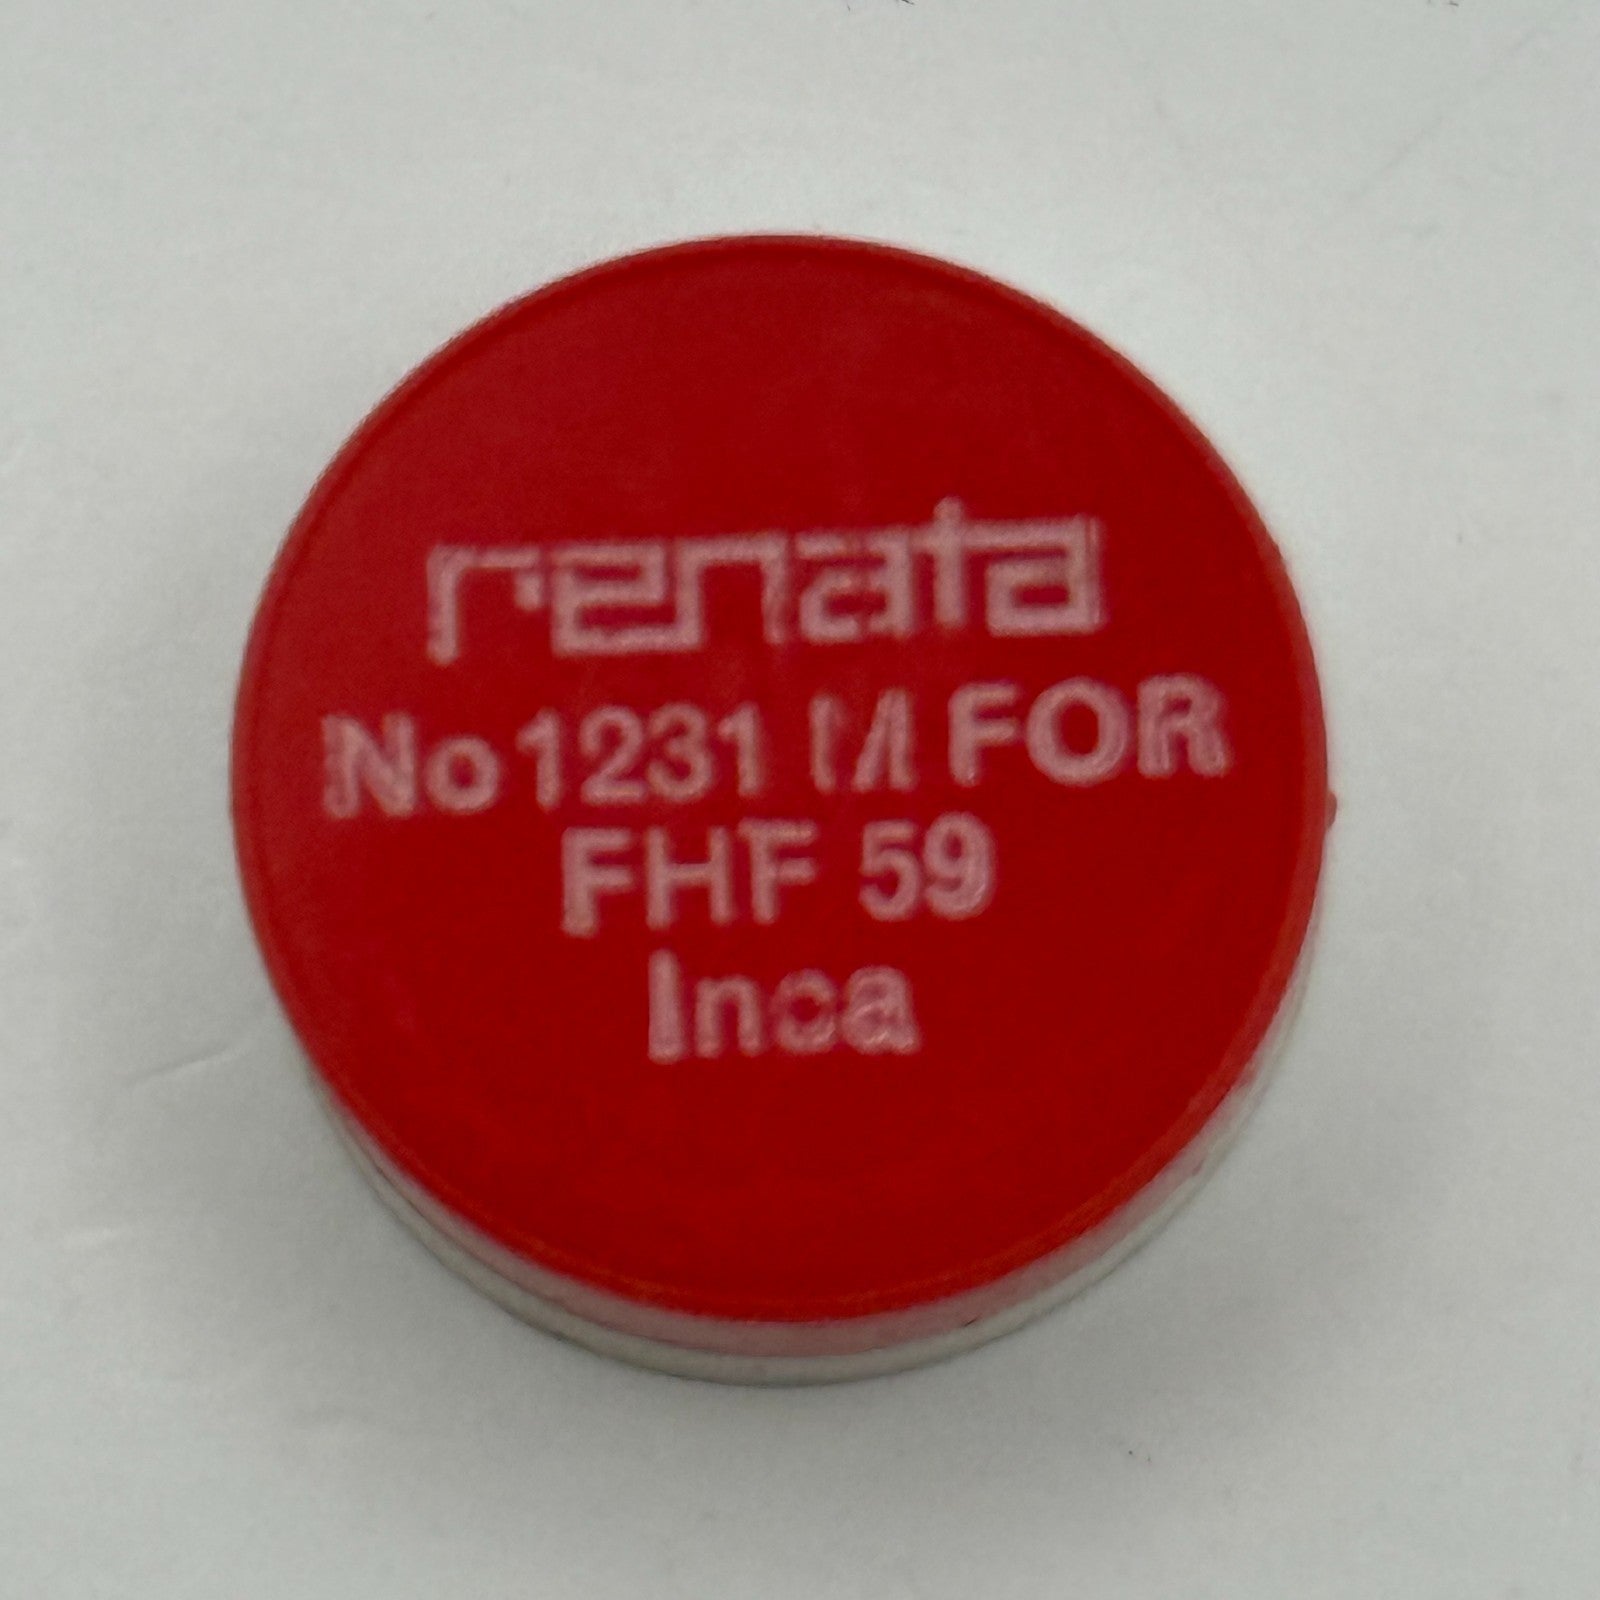 renata
No 1231 M FOR
FHF 59
Inca